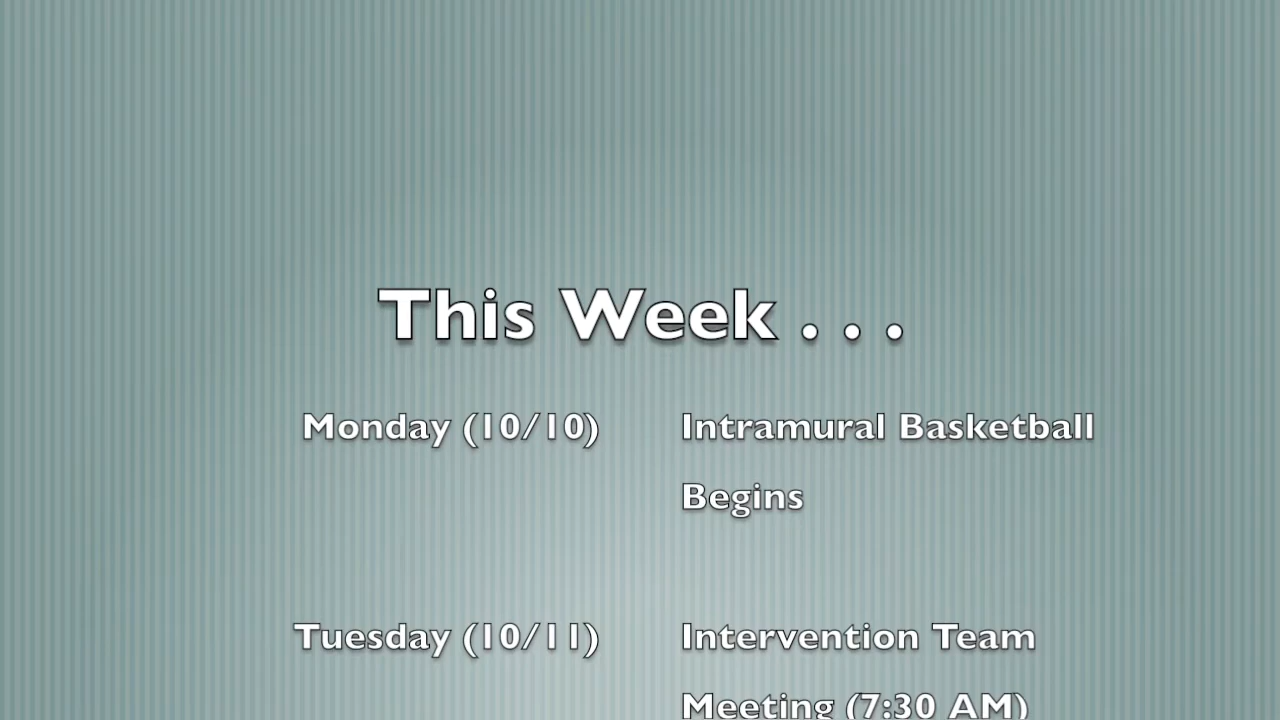 This Week . . .
Monday (10/10) Intramural Basketball
Begins
Tuesday (10/11) Intervention Team
Meeting (7:30 AM)